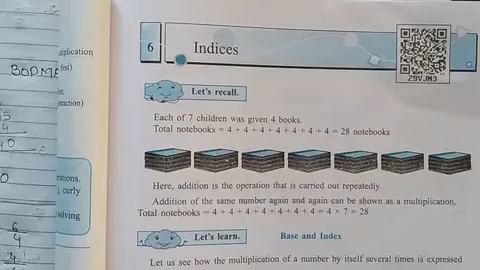 6
Indices
Z9VJN3
Let's recall.
Each of 7 children was given 4 books.
Total notebooks = 4 + 4 + 4 + 4 + 4 + 4 + 4 = 28 notebooks
Here, addition is the operation that is carried out repeatedly.
Addition of the same number again and again can be shown as a multiplication.
Total notebooks = 4 + 4 + 4 + 4 + 4 + 4 + 4 = 4 × 7 = 28
Let's learn.
Base and Index
Let us see how the multiplication of a number by itself several times is expressed
BODMA
curly